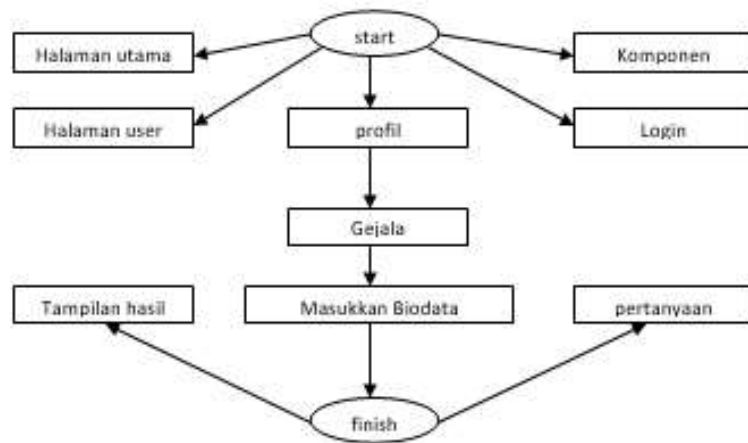 start
Halaman utama
Komponen
Halaman user
profil
Login
Gejala
Tampilan hasil
Masukkan Biodata
pertanyaan
finish